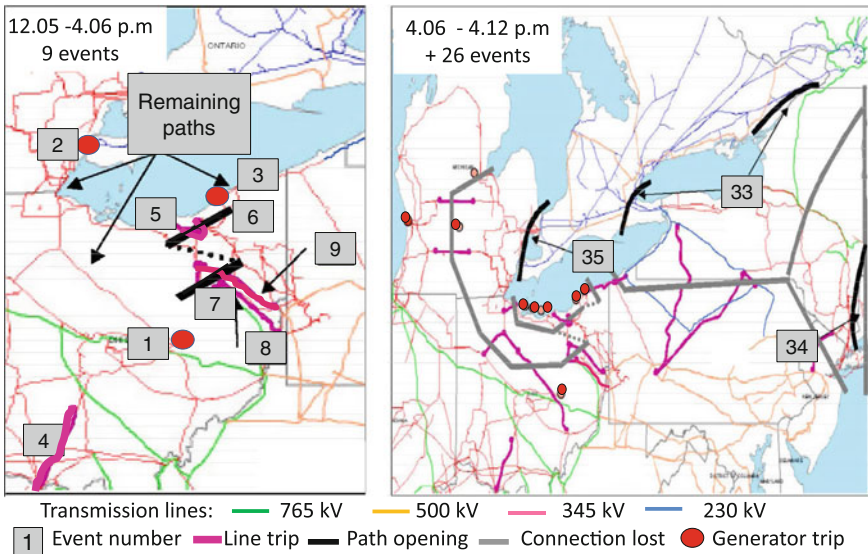 12.05 -4.06 p.m
9 events
ONTARIO
Remaining
paths
2
3
5
6
9
7
1
8
4
4.06 - 4.12 p.m
+ 26 events
33
35
34
Transmission lines: 765 kV 500 kV 345 kV 230 kV
1 Event number Line trip Path opening Connection lost Generator trip